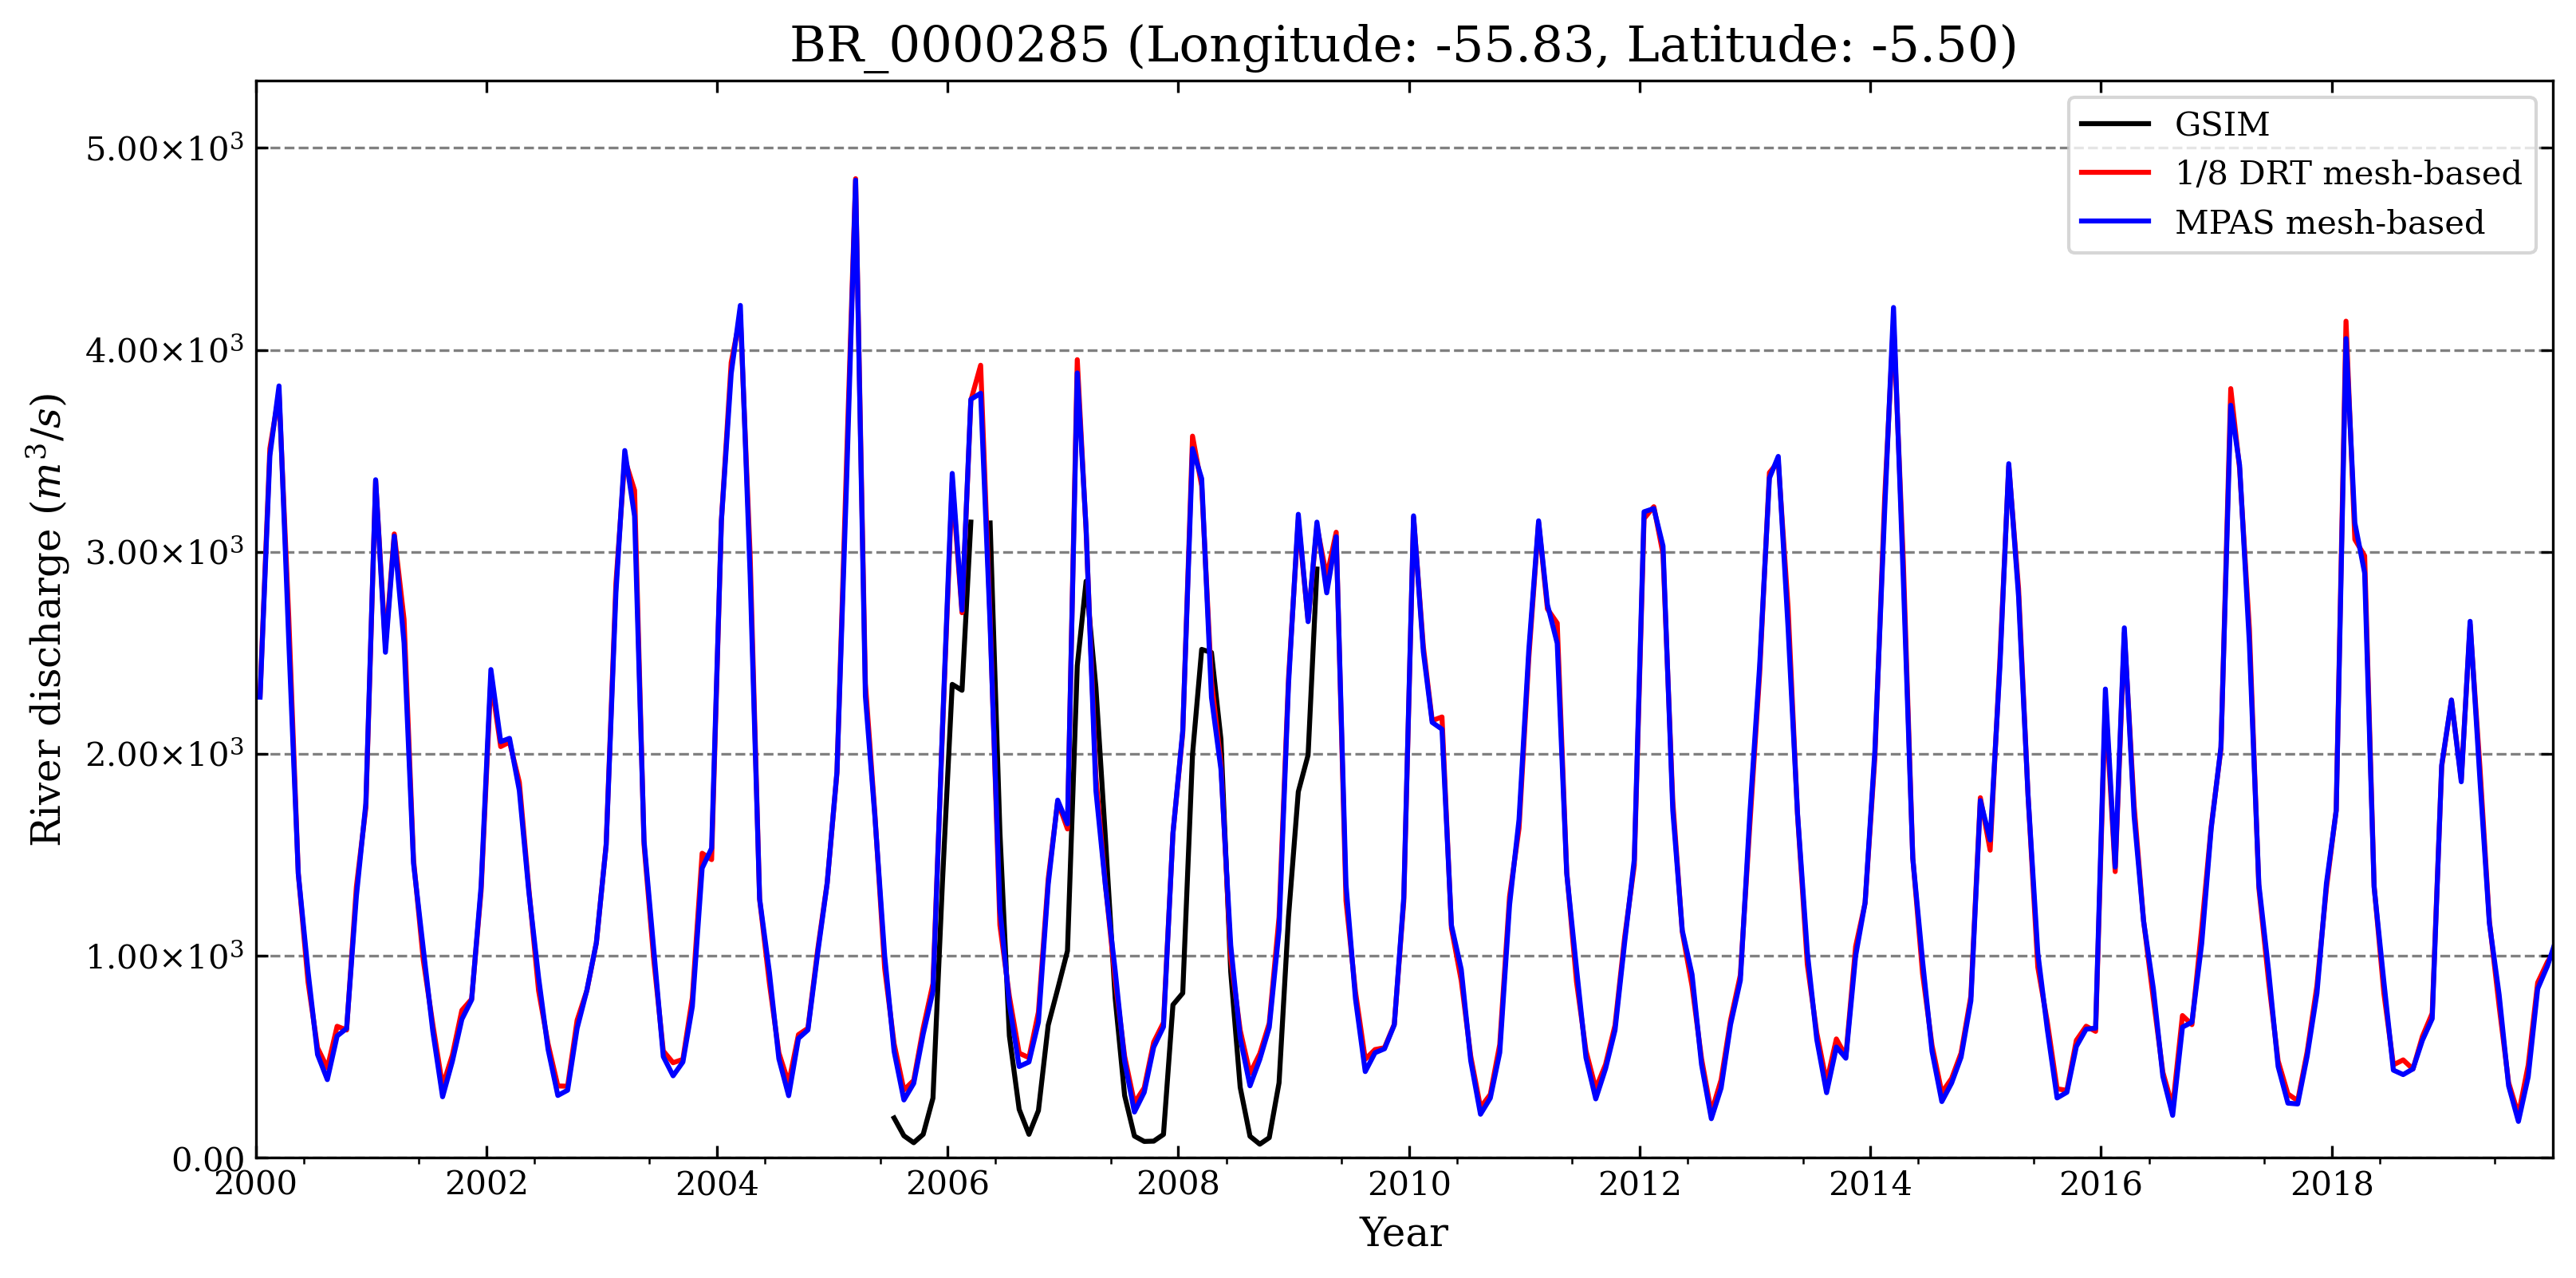 BR_0000285 (Longitude: -55.83, Latitude: -5.50)
GSIM
1/8 DRT mesh-based
MPAS mesh-based
River discharge (m³/s)
5.00×10³
4.00×10³
3.00×10³
2.00×10³
1.00×10³
0.00
2000 2002 2004 2006 2008 2010 2012 2014 2016 2018
Year